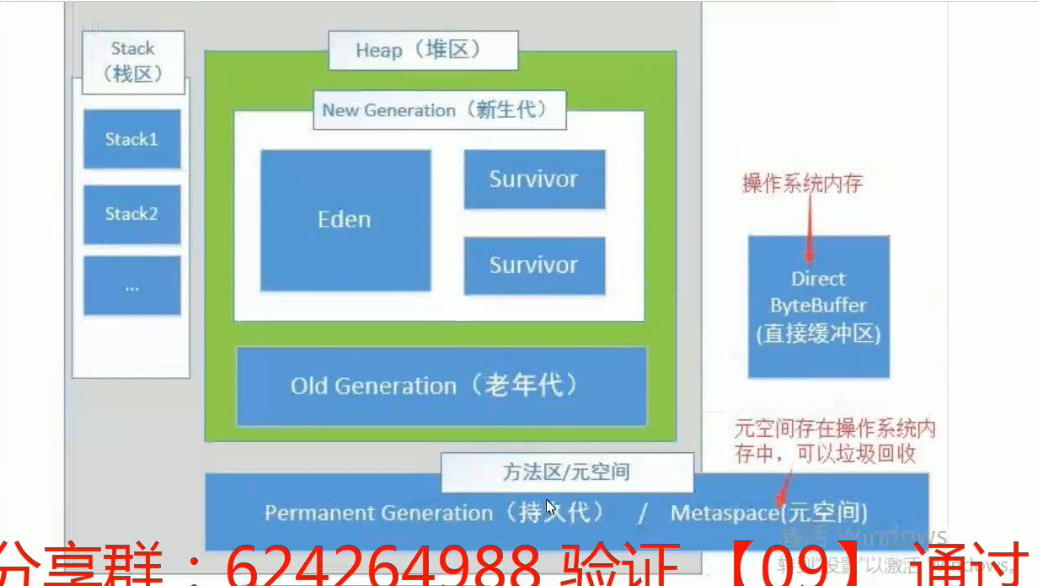 Stack
（栈区）
Stack1
Stack2
...
Heap（堆区）
New Generation（新生代）
Eden
Survivor
Survivor
Old Generation（老年代）
操作系统内存
Direct
ByteBuffer
(直接缓冲区)
元空间存在操作系统内
存中，可以垃圾回收
方法区/元空间
Permanent Generation（持久代） / Metaspace(元空间)
激活 Windows
转到"设置"以激活 Windows。
分享群：624264988 验证 【09】 通过